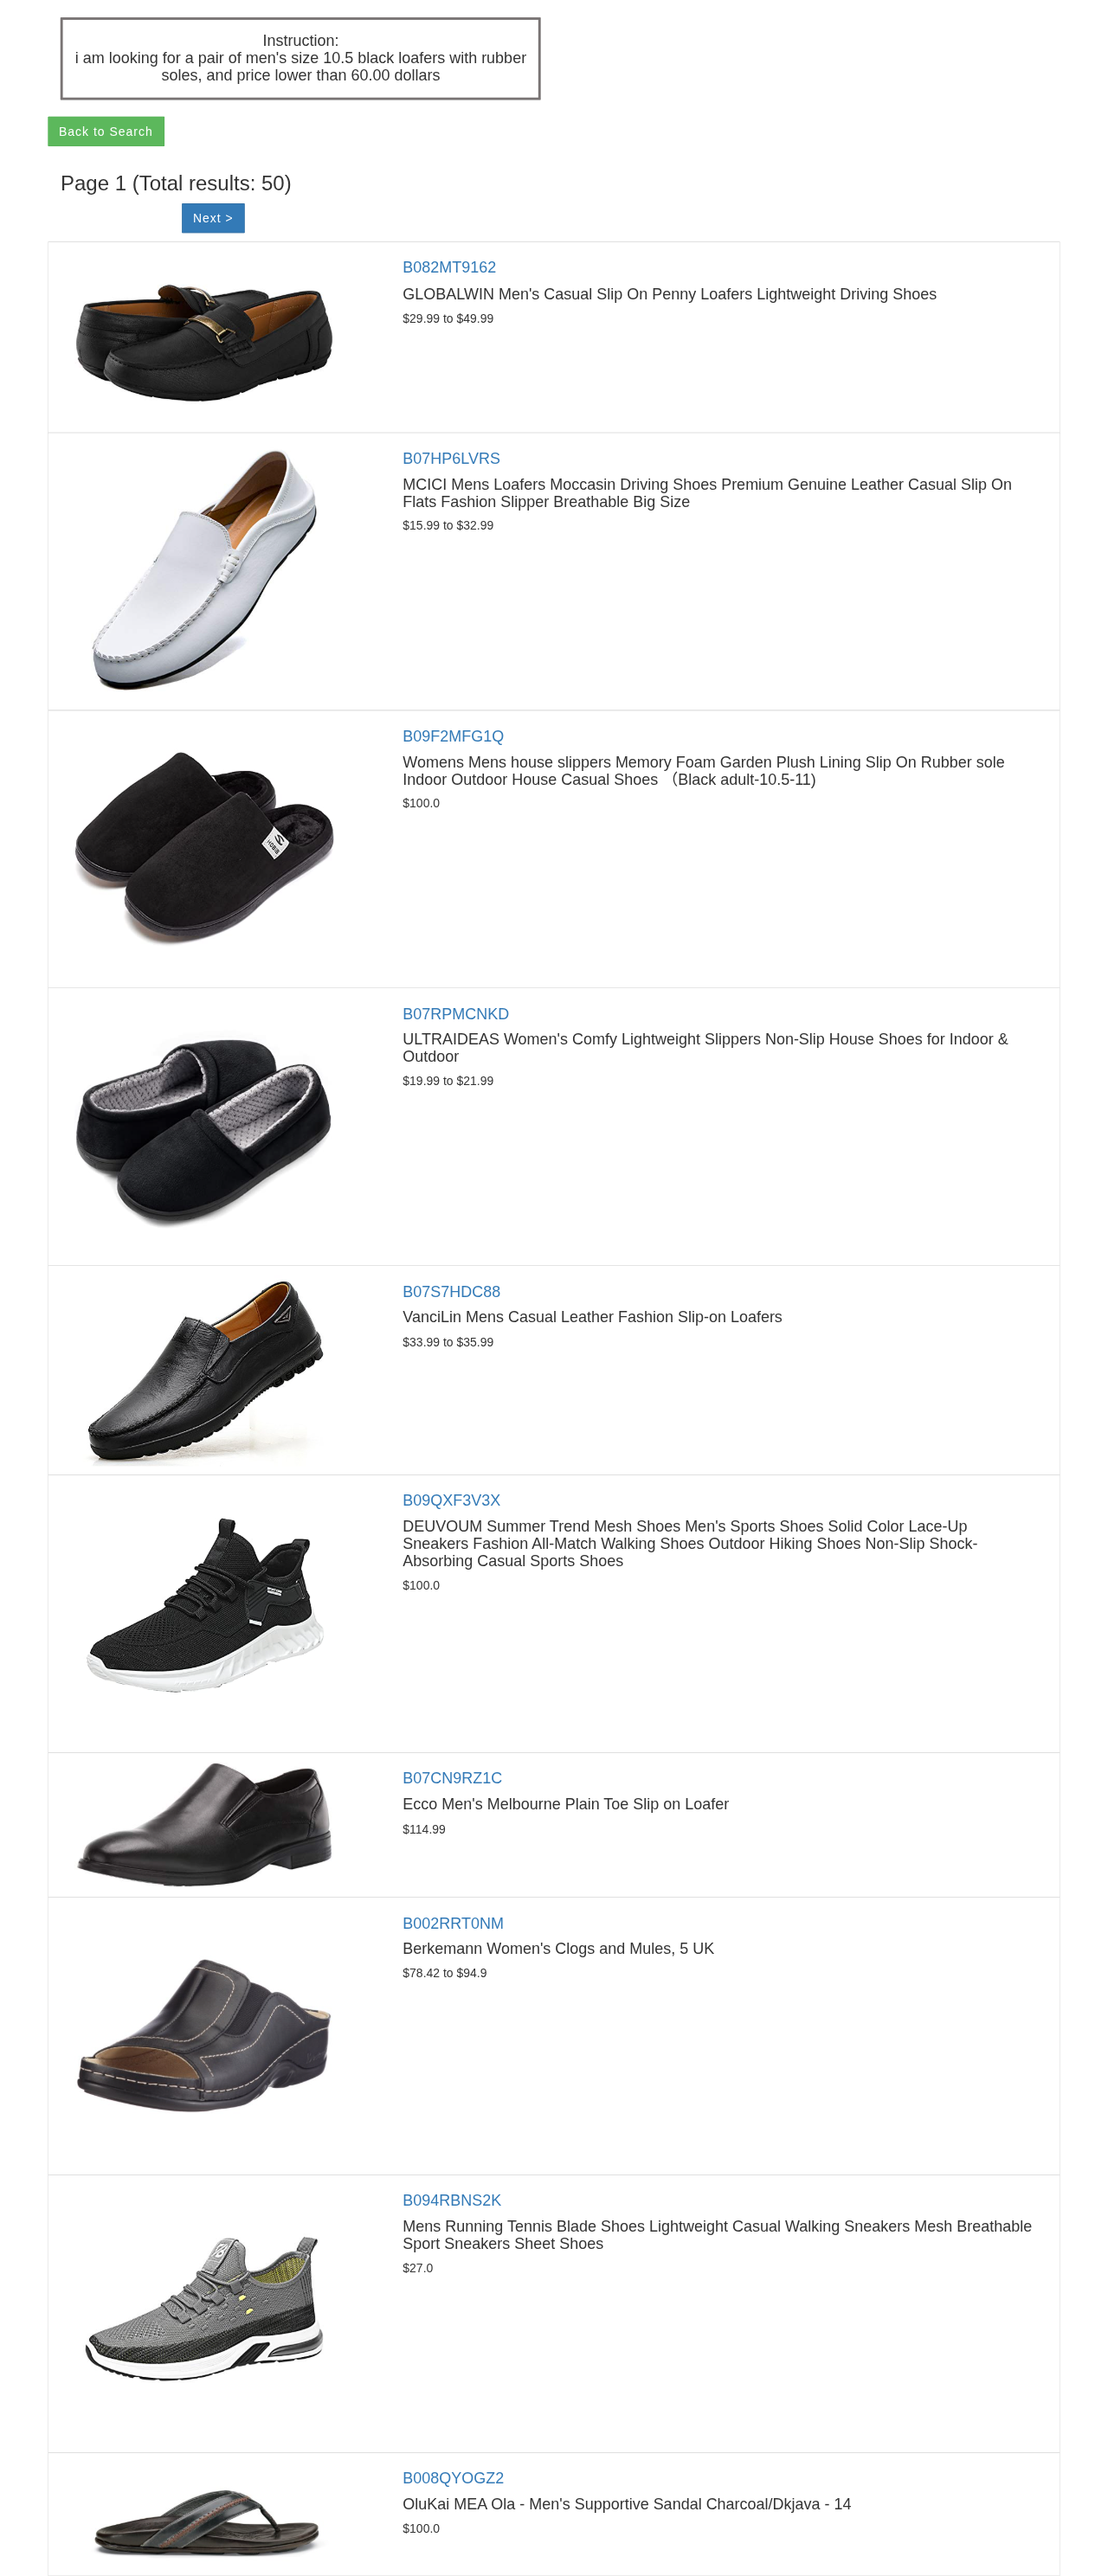 Instruction:
i am looking for a pair of men's size 10.5 black loafers with rubber
soles, and price lower than 60.00 dollars
Back to Search
Page 1 (Total results: 50)
Next >
B082MT9162
GLOBALWIN Men's Casual Slip On Penny Loafers Lightweight Driving Shoes
$29.99 to $49.99
B07HP6LVRS
MCICI Mens Loafers Moccasin Driving Shoes Premium Genuine Leather Casual Slip On
Flats Fashion Slipper Breathable Big Size
$15.99 to $32.99
B09F2MFG1Q
Womens Mens house slippers Memory Foam Garden Plush Lining Slip On Rubber sole
Indoor Outdoor House Casual Shoes （Black adult-10.5-11)
$100.0
B07RPMCNKD
ULTRAIDEAS Women's Comfy Lightweight Slippers Non-Slip House Shoes for Indoor &
Outdoor
$19.99 to $21.99
B07S7HDC88
VanciLin Mens Casual Leather Fashion Slip-on Loafers
$33.99 to $35.99
B09QXF3V3X
DEUVOUM Summer Trend Mesh Shoes Men's Sports Shoes Solid Color Lace-Up
Sneakers Fashion All-Match Walking Shoes Outdoor Hiking Shoes Non-Slip Shock-
Absorbing Casual Sports Shoes
$100.0
B07CN9RZ1C
Ecco Men's Melbourne Plain Toe Slip on Loafer
$114.99
B002RRT0NM
Berkemann Women's Clogs and Mules, 5 UK
$78.42 to $94.9
B094RBNS2K
Mens Running Tennis Blade Shoes Lightweight Casual Walking Sneakers Mesh Breathable
Sport Sneakers Sheet Shoes
$27.0
B008QYOGZ2
OluKai MEA Ola - Men's Supportive Sandal Charcoal/Dkjava - 14
$100.0